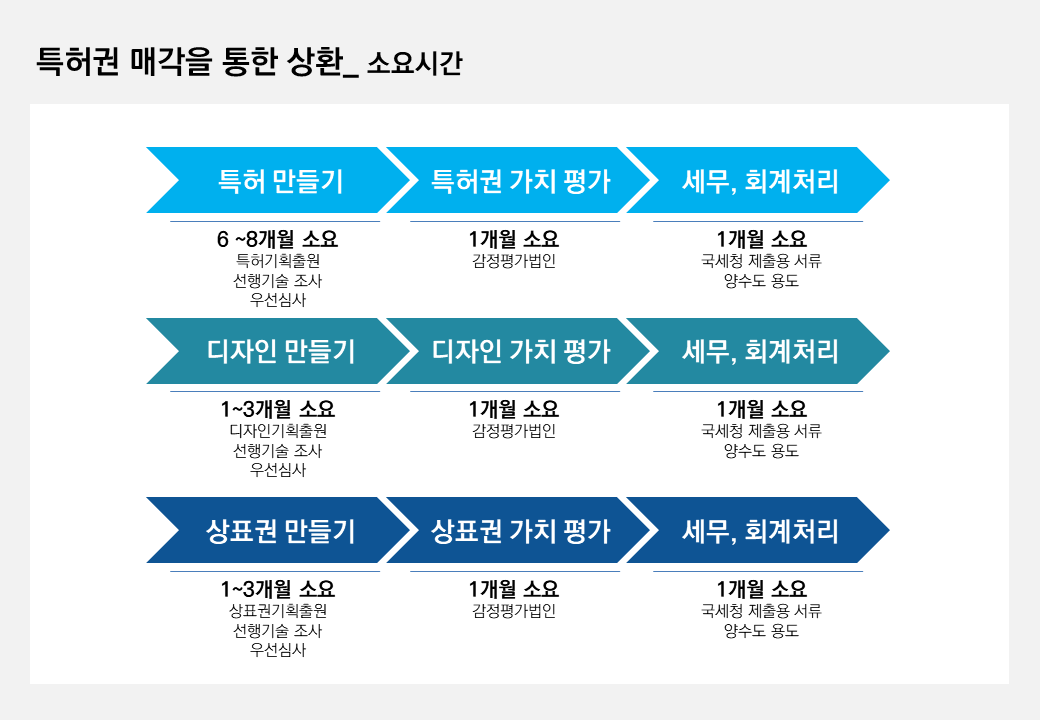 특허권 매각을 통한 상환_ 소요시간
특허 만들기
특허권 가치 평가
세무, 회계처리
6 ~8개월 소요
특허기획출원
선행기술 조사
우선심사
1개월 소요
감정평가법인
1개월 소요
국세청 제출용 서류
양수도 용도
디자인 만들기
디자인 가치 평가
세무, 회계처리
1~3개월 소요
디자인기획출원
선행기술 조사
우선심사
1개월 소요
감정평가법인
1개월 소요
국세청 제출용 서류
양수도 용도
상표권 만들기
상표권 가치 평가
세무, 회계처리
1~3개월 소요
상표권기획출원
선행기술 조사
우선심사
1개월 소요
감정평가법인
1개월 소요
국세청 제출용 서류
양수도 용도